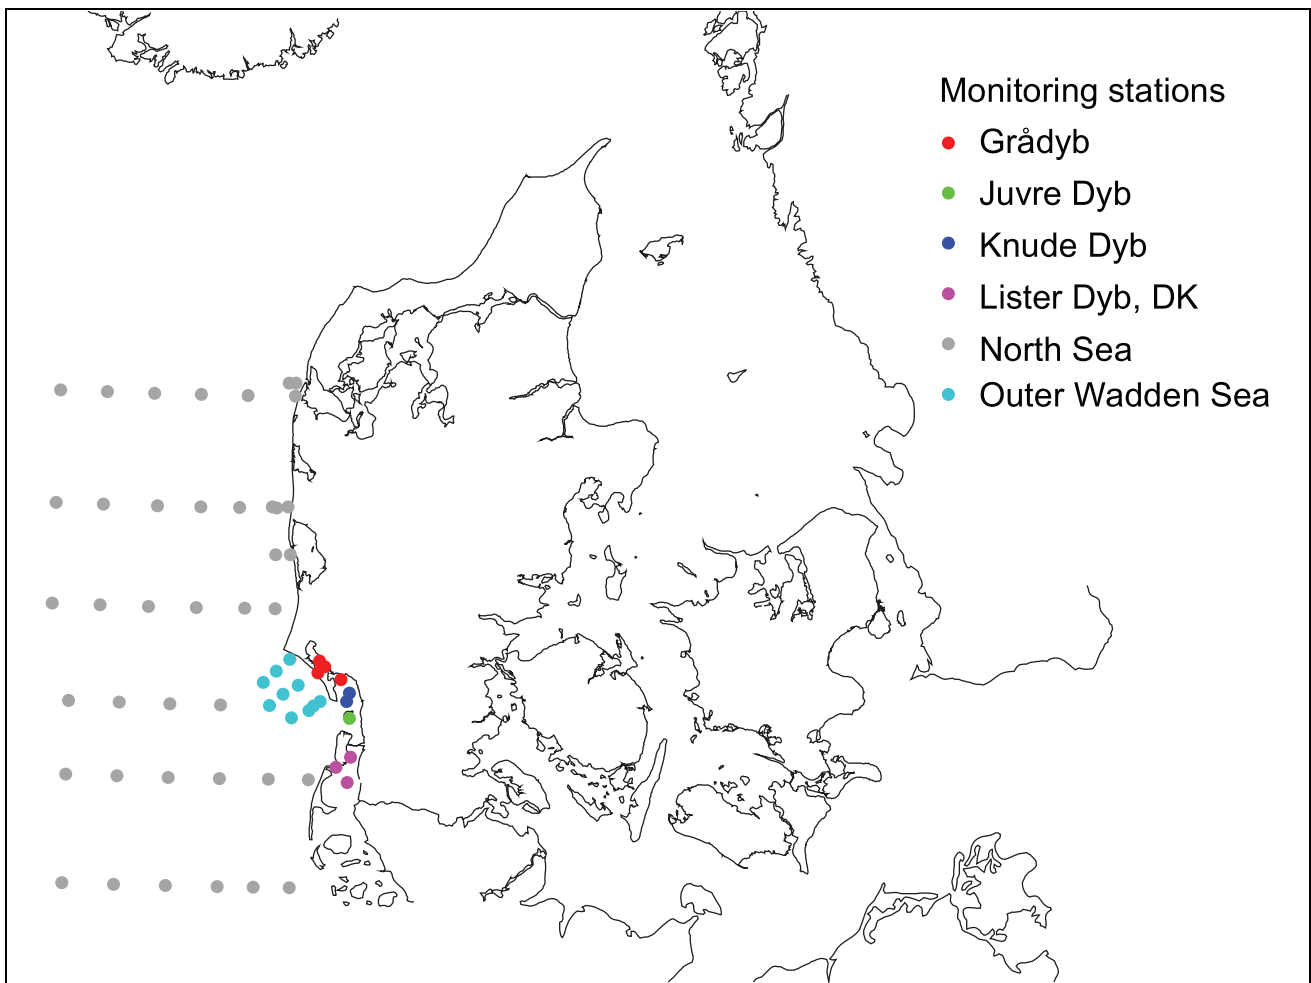 Monitoring stations
Grådyb
Juvre Dyb
Knude Dyb
Lister Dyb, DK
North Sea
Outer Wadden Sea